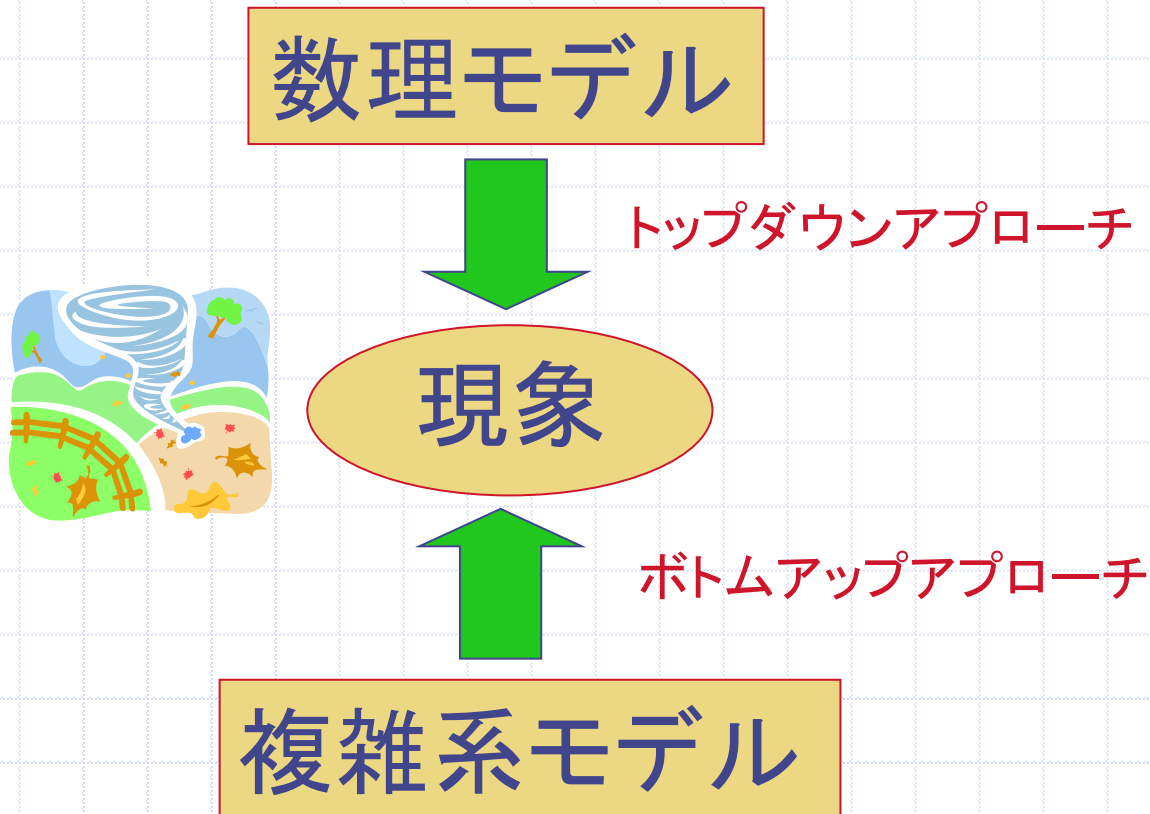 数理モデル
トップダウンアプローチ
現象
ボトムアップアプローチ
複雑系モデル